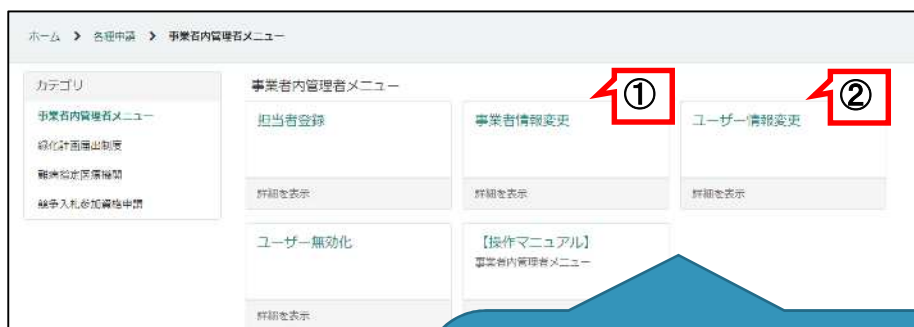 ホーム > 各種申請 > 事業者内管理者メニュー
カテゴリ
事業者内管理者メニュー
緑化計画届出制度
難病指定医療機関
競争入札参加資格申請
事業者内管理者メニュー
担当者登録
詳細を表示
事業者情報変更
①
詳細を表示
ユーザー情報変更
②
詳細を表示
ユーザー無効化
詳細を表示
【操作マニュアル】
事業者内管理者メニュー